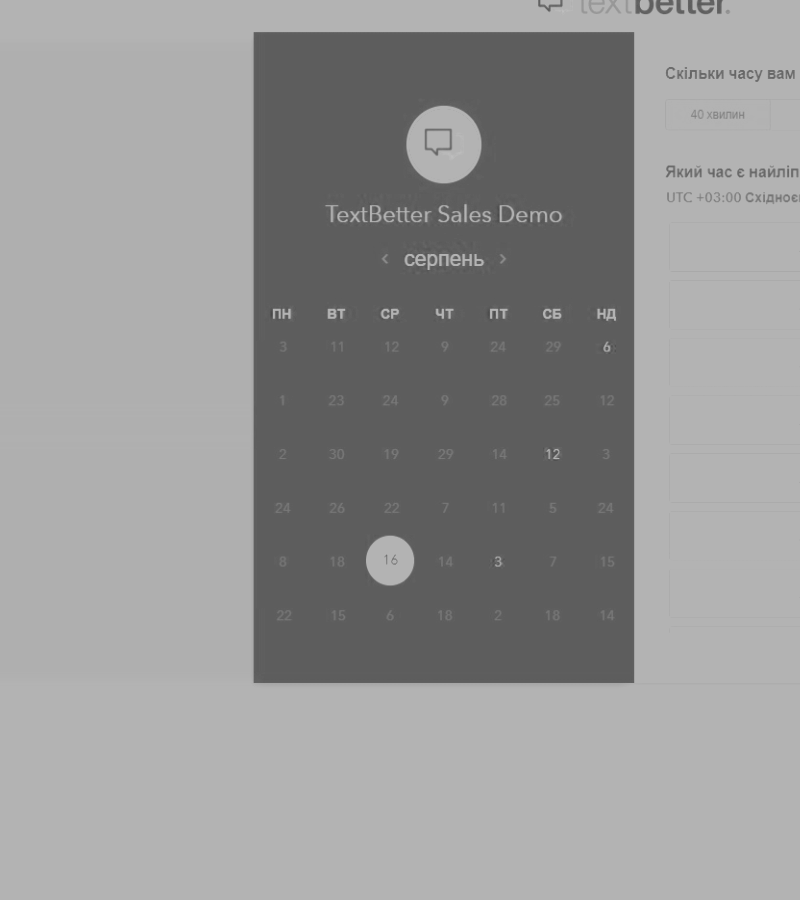 textbetter.
TextBetter Sales Demo
серпень
ПН ВТ СР ЧТ ПТ СБ НД
3 11 12 9 24 29 6
1 23 24 9 28 25 12
2 30 19 29 14 12 3
24 26 22 7 11 5 24
8 18 16 14 3 7 15
22 15 6 18 2 18 14
Скільки часу вам
40 хвилин
Який час є найліп
UTC +03:00 Східноє